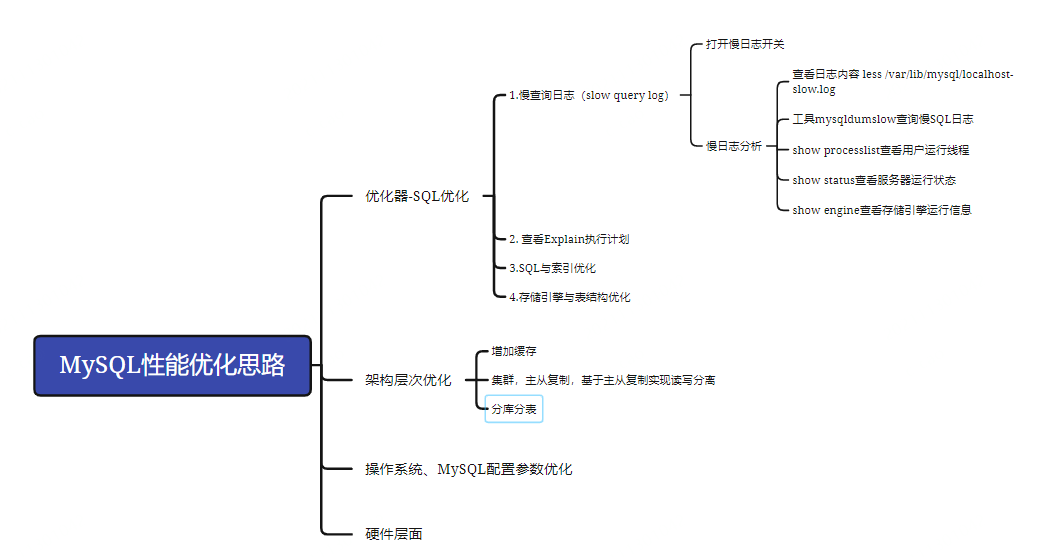 MySQL性能优化思路
优化器-SQL优化
1.慢查询日志（slow query log）
打开慢日志开关
慢日志分析
查看日志内容 less /var/lib/mysql/localhost-
slow.log
工具mysqldumslow查询慢SQL日志
show processlist查看用户运行线程
show status查看服务器运行状态
show engine查看存储引擎运行信息
2. 查看Explain执行计划
3.SQL与索引优化
4.存储引擎与表结构优化
架构层次优化
增加缓存
集群，主从复制，基于主从复制实现读写分离
分库分表
操作系统、MySQL配置参数优化
硬件层面